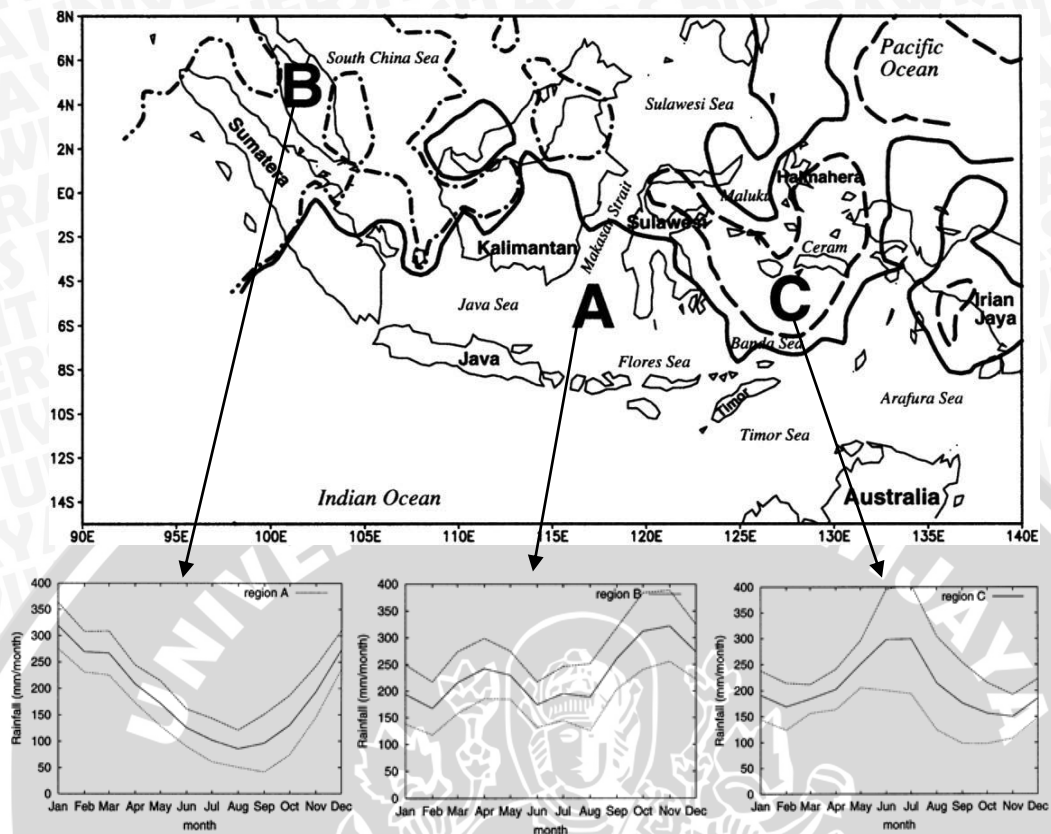 8N
6N
4N
2N
EQ
2S
4S
6S
8S
10S
12S
14S
South China Sea
Pacific
Ocean
B
Sulawesi Sea
Sumatera
Halmahera
Maluku
Sulawesi
Makasar Strait
Kalimantan
Ceram
A
C
Java Sea
Irian
Jaya
Banda Sea
Java
Flores Sea
Timor
Arafura Sea
Timor Sea
Indian Ocean
Australia
90E 95E 100E 105E 110E 115E 120E 125E 130E 135E 140E
UNIVER
WIJAYA
region A
Rainfall (mm/month)
400
350
300
250
200
150
100
50
0
Jan Feb Mar Apr May Jun Jul Aug Sep Oct Nov Dec
month
region B
Rainfall (mm/month)
400
350
300
250
200
150
100
50
0
Jan Feb Mar Apr May Jun Jul Aug Sep Oct Nov Dec
month
region C
Rainfall (mm/month)
400
350
300
250
200
150
100
50
0
Jan Feb Mar Apr May Jun Jul Aug Sep Oct Nov Dec
month